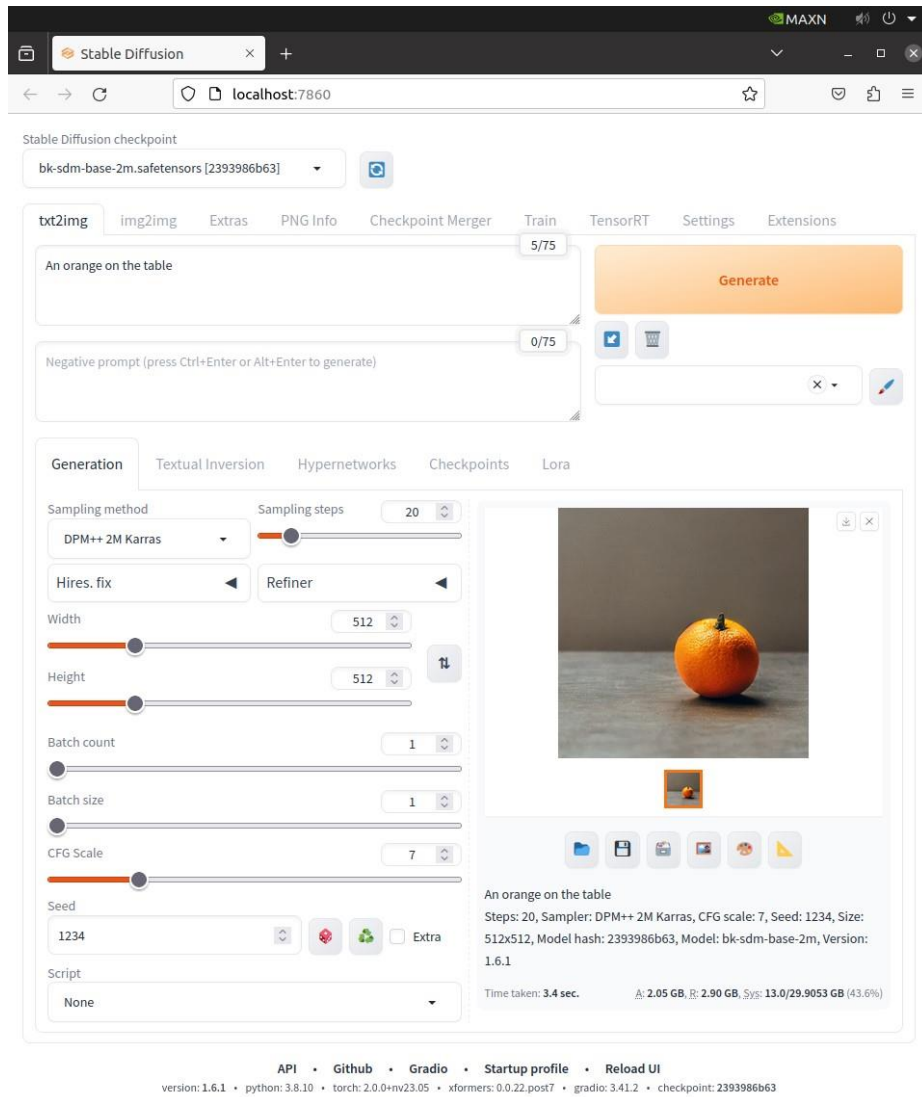 MAXN
Stable Diffusion
localhost:7860
Stable Diffusion checkpoint
bk-sdm-base-2m.safetensors [2393986b63]
txt2img img2img Extras PNG Info Checkpoint Merger Train TensorRT Settings Extensions
5/75
An orange on the table
Generate
0/75
Negative prompt (press Ctrl+Enter or Alt+Enter to generate)
Generation Textual Inversion Hypernetworks Checkpoints Lora
Sampling method Sampling steps 20
DPM++ 2M Karras
Hires. fix Refiner
Width 512
Height 512
Batch count 1
Batch size 1
CFG Scale 7
Seed
1234 Extra
Script
None
An orange on the table
Steps: 20, Sampler: DPM++ 2M Karras, CFG scale: 7, Seed: 1234, Size:
512x512, Model hash: 2393986b63, Model: bk-sdm-base-2m, Version:
1.6.1
Time taken: 3.4 sec. A: 2.05 GB, R: 2.90 GB, Sys: 13.0/29.9053 GB (43.6%)
API • Github • Gradio • Startup profile • Reload UI
version: 1.6.1 • python: 3.8.10 • torch: 2.0.0+nv23.05 • xformers: 0.0.22.post7 • gradio: 3.41.2 • checkpoint: 2393986b63